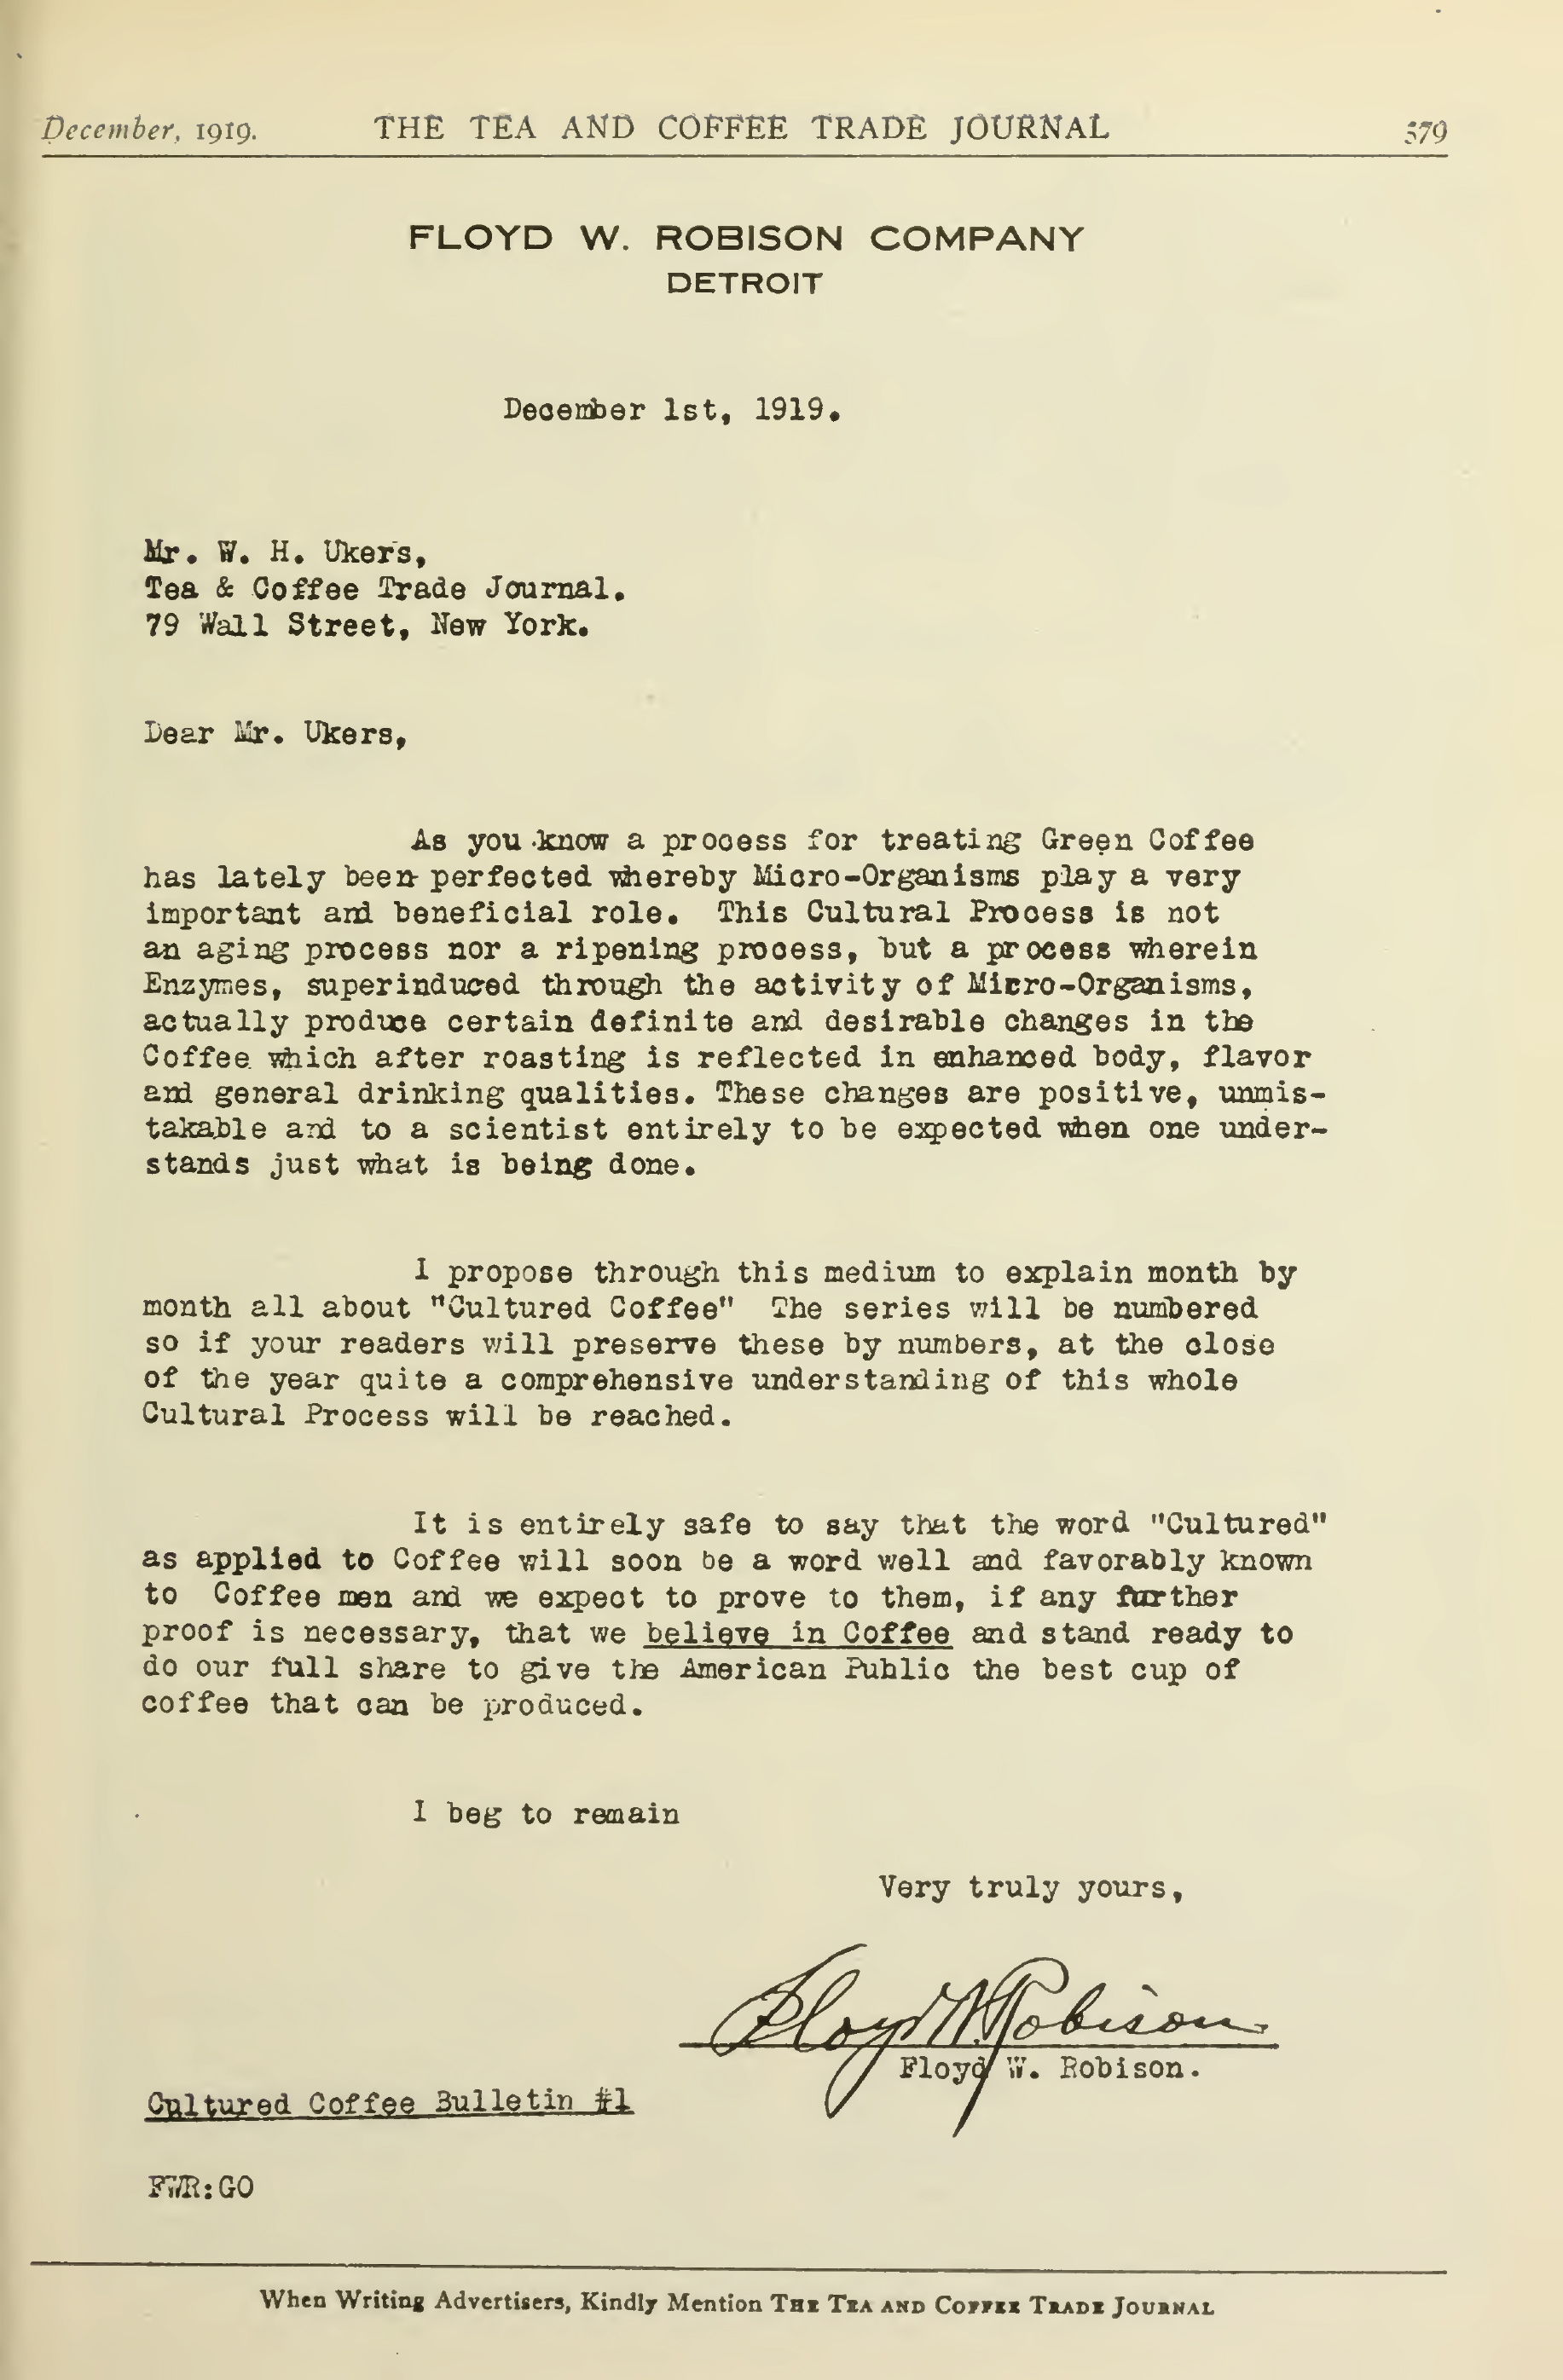 December, 1919. THE TEA AND COFFEE TRADE JOURNAL 579
FLOYD W. ROBISON COMPANY
DETROIT
December 1st, 1919.
Mr. W. H. Ukers,
Tea & Coffee Trade Journal.
79 Wall Street, New York.
Dear Mr. Ukers,
As you know a process for treating Green Coffee
has lately been perfected whereby Micro-Organisms play a very
important and beneficial role. This Cultural Process is not
an aging process nor a ripening process, but a process wherein
Enzymes, superinduced through the activity of Micro-Organisms,
actually produce certain definite and desirable changes in the
Coffee which after roasting is reflected in enhanced body, flavor
and general drinking qualities. These changes are positive, unmis-
takable and to a scientist entirely to be expected when one under-
stands just what is being done.
I propose through this medium to explain month by
month all about "Cultured Coffee" The series will be numbered
so if your readers will preserve these by numbers, at the close
of the year quite a comprehensive understanding of this whole
Cultural Process will be reached.
It is entirely safe to say that the word "Cultured"
as applied to Coffee will soon be a word well and favorably known
to Coffee men and we expect to prove to them, if any further
proof is necessary, that we believe in Coffee and stand ready to
do our full share to give the American Public the best cup of
coffee that can be produced.
I beg to remain
Very truly yours,
Floyd W. Robison
Floyd W. Robison.
Cultured Coffee Bulletin #1
FWR:GO
When Writing Advertisers, Kindly Mention THE TEA AND COFFEE TRADE JOURNAL